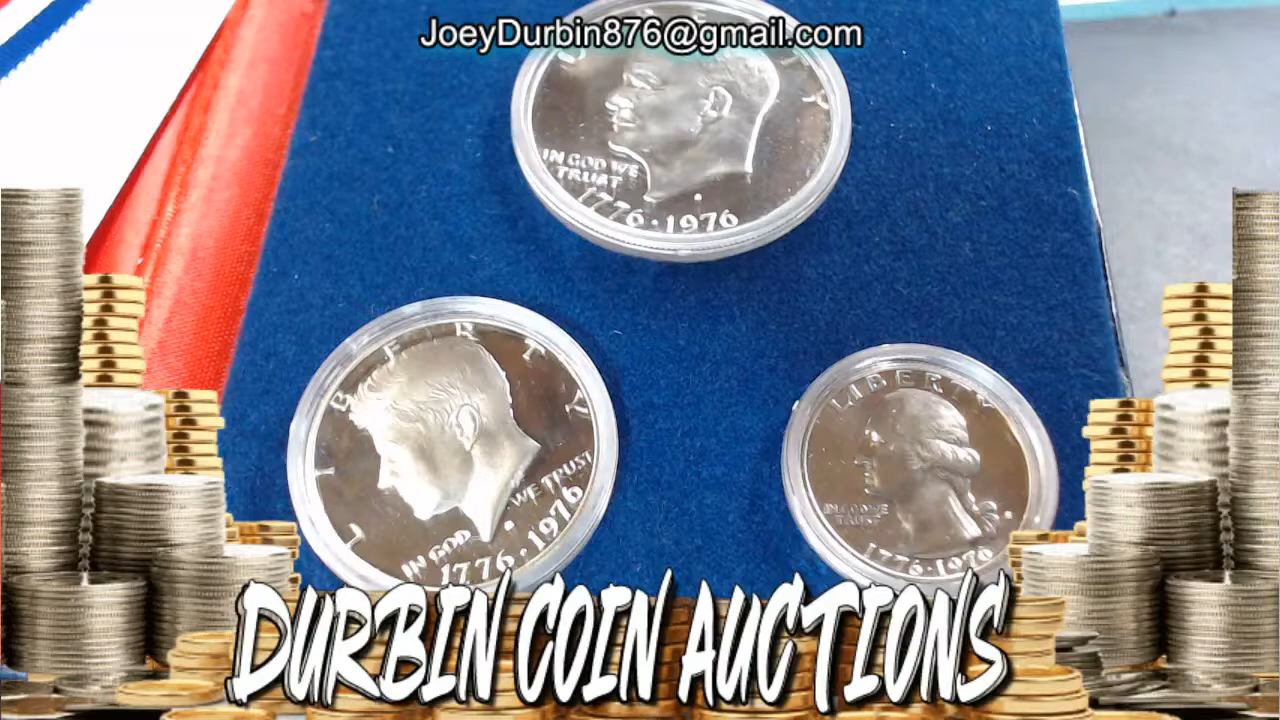 JoeyDurbin876@gmail.com
LIBERTY
IN GOD WE
TRUST
1776·1976
LIBERTY
IN GOD WE TRUST
1776·1976
LIBERTY
IN GOD WE
TRUST
1776·1976
DURBIN COIN AUCTIONS